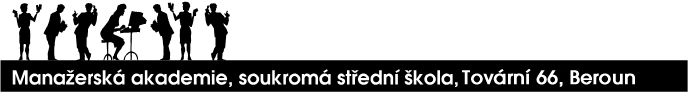 Manažerská akademie, soukromá střední škola, Tovární 66, Beroun